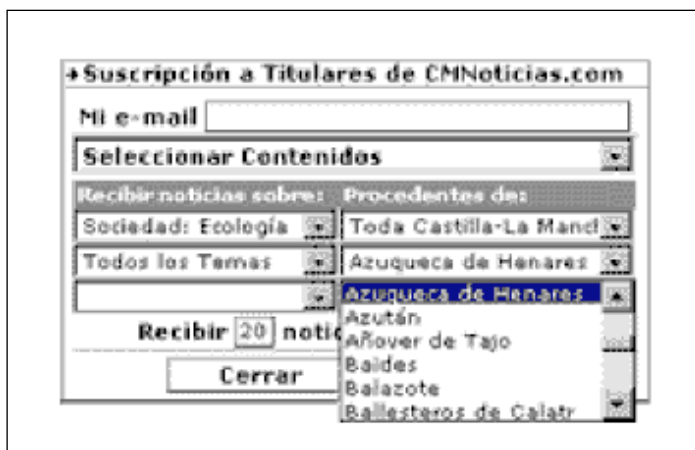 Suscripción a Titulares de CMNoticias.com
Mi e-mail
Seleccionar Contenidos
Recibir noticias sobre: Procedentes de:
Sociedad: Ecología Toda Castilla-La Manch
Todos los Temas Azuqueca de Henares
Azuqueca de Henares
Azután
Recibir 20 notic
Añover de Tajo
Baides
Cerrar
Balazote
Ballesteros de Calatr